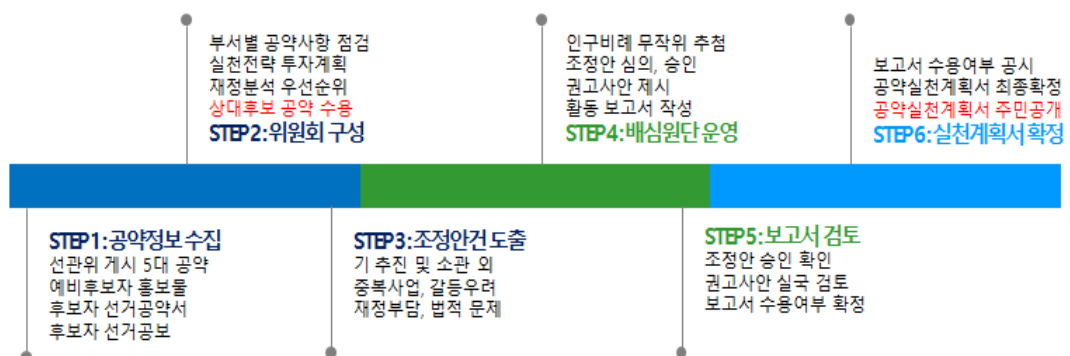 부서별 공약사항 점검
실천전략 투자계획
재정분석 우선순위
상대후보 공약 수용
STEP2:위원회 구성
인구비례 무작위 추첨
조정안 심의, 승인
권고사안 제시
활동 보고서 작성
STEP4:배심원단 운영
보고서 수용여부 공시
공약실천계획서 최종확정
공약실천계획서 주민공개
STEP6:실천계획서 확정
STEP1:공약정보 수집
선관위 게시 5대 공약
예비후보자 홍보물
후보자 선거공약서
후보자 선거공보
STEP3:조정안건 도출
기 추진 및 소관 외
중복사업, 갈등우려
재정부담, 법적 문제
STEP5:보고서 검토
조정안 승인 확인
권고사안 실국 검토
보고서 수용여부 확정